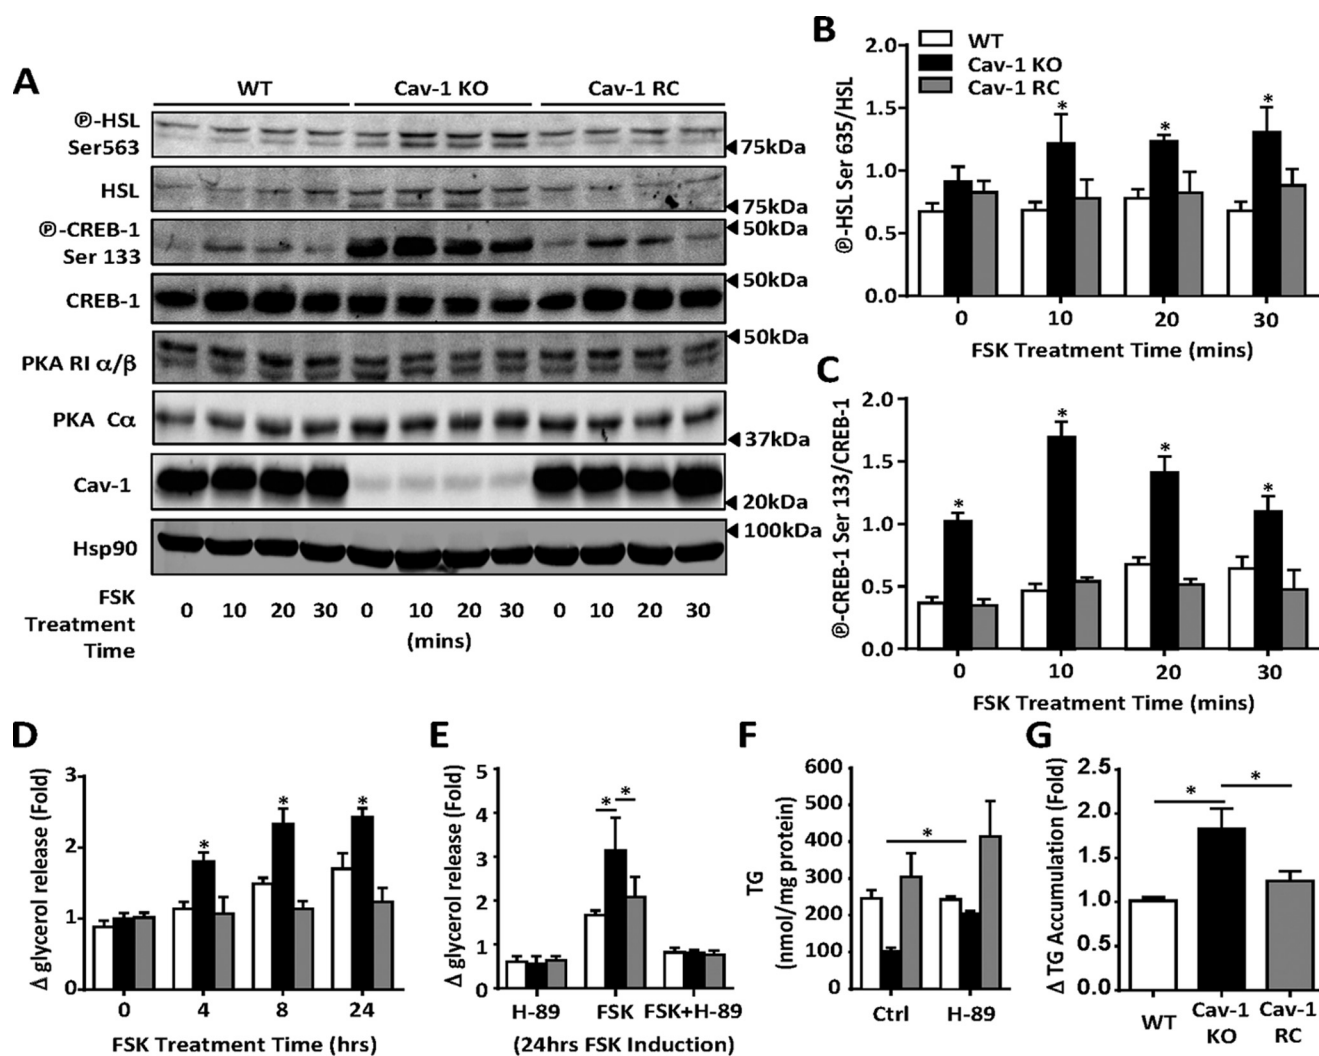 A
WT
Cav-1 KO
Cav-1 RC
Ⓟ-HSL
Ser563
75kDa
HSL
75kDa
Ⓟ-CREB-1
Ser 133
50kDa
CREB-1
50kDa
PKA RI α/β
50kDa
PKA Cα
37kDa
Cav-1
20kDa
Hsp90
100kDa
FSK
Treatment
Time
0 10 20 30 0 10 20 30 0 10 20 30
(mins)
B
WT
Cav-1 KO
Cav-1 RC
Ⓟ-HSL Ser 635/HSL
2.0
1.5
1.0
0.5
0.0
* * *
0 10 20 30
FSK Treatment Time (mins)
C
Ⓟ-CREB-1 Ser 133/CREB-1
2.0
1.5
1.0
0.5
0.0
* * * *
0 10 20 30
FSK Treatment Time (mins)
D
Δ glycerol release (Fold)
3
2
1
0
* * *
0 4 8 24
FSK Treatment Time (hrs)
E
Δ glycerol release (Fold)
5
4
3
2
1
0
* *
H-89 FSK FSK+H-89
(24hrs FSK Induction)
F
TG
(nmol/mg protein)
600
500
400
300
200
100
0
*
Ctrl H-89
G
Δ TG Accumulation (Fold)
2.5
2.0
1.5
1.0
0.5
0.0
* *
WT
Cav-1
KO
Cav-1
RC